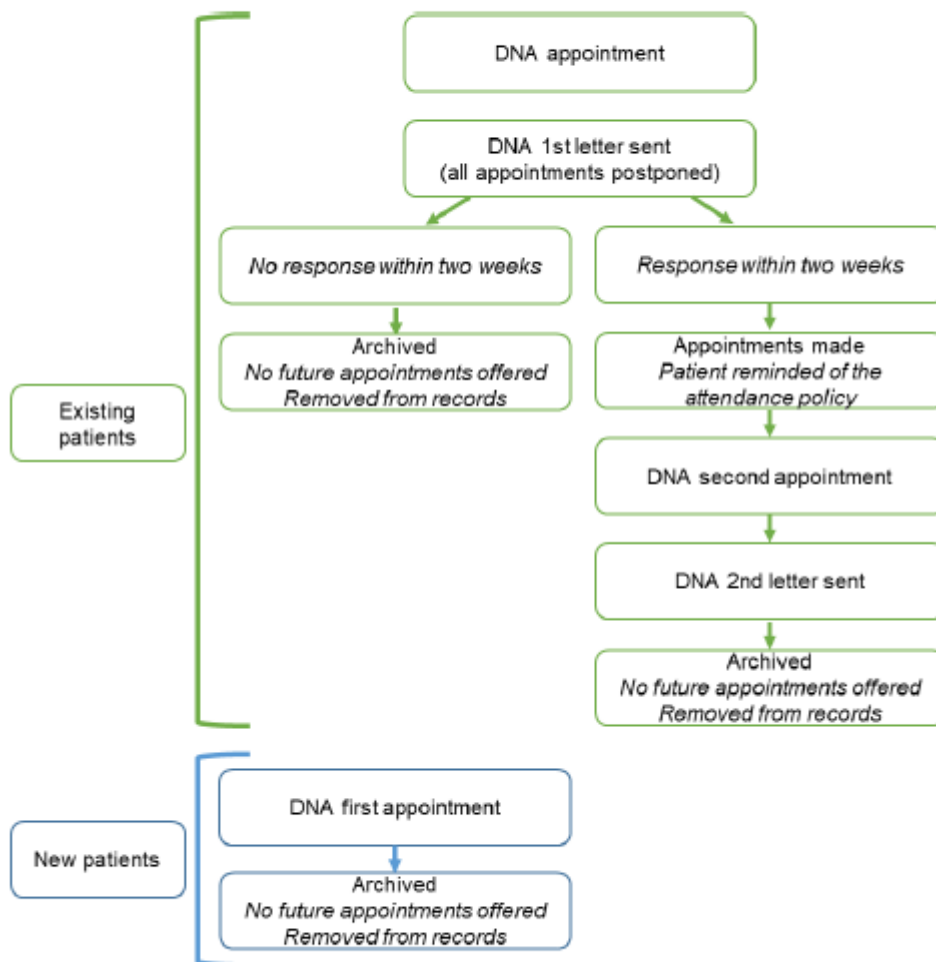 DNA appointment
DNA 1st letter sent
(all appointments postponed)
No response within two weeks
Response within two weeks
Archived
No future appointments offered
Removed from records
Appointments made
Patient reminded of the
attendance policy
Existing
patients
DNA second appointment
DNA 2nd letter sent
Archived
No future appointments offered
Removed from records
New patients
DNA first appointment
Archived
No future appointments offered
Removed from records